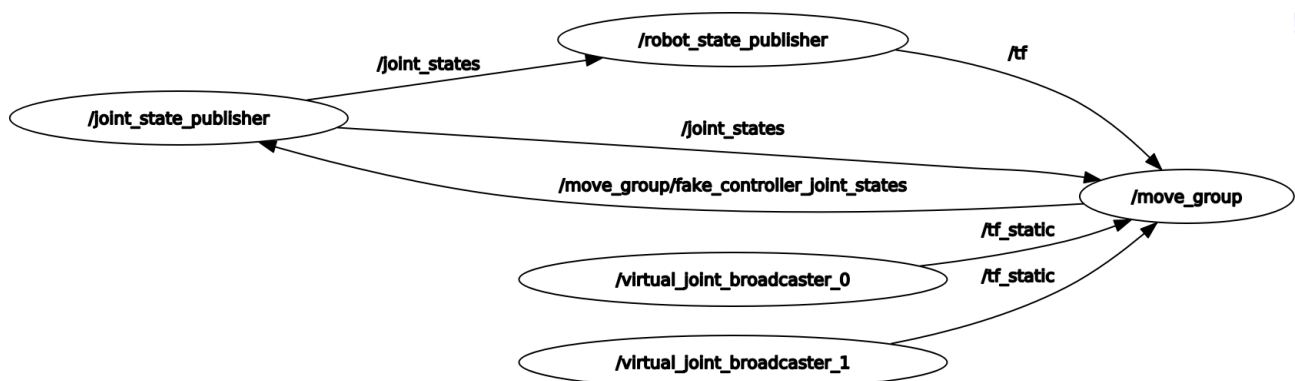 /robot_state_publisher
/tf
/joint_states
/joint_state_publisher
/joint_states
/move_group/fake_controller_joint_states
/move_group
/tf_static
/virtual_joint_broadcaster_0
/tf_static
/virtual_joint_broadcaster_1